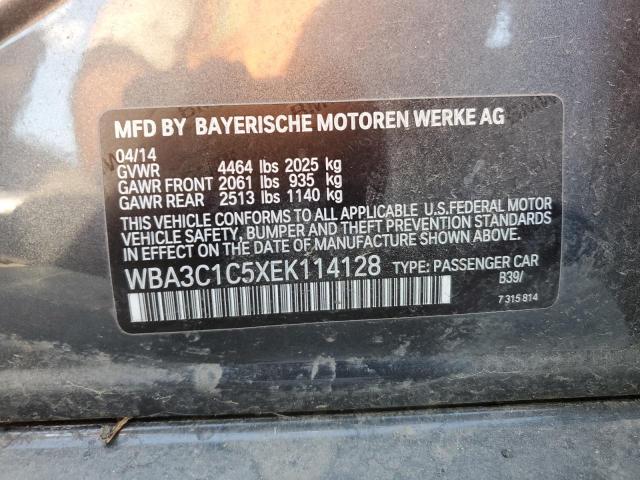 MFD BY BAYERISCHE MOTOREN WERKE AG
04/14
GVWR 4464 lbs 2025 kg
GAWR FRONT 2061 lbs 935 kg
GAWR REAR 2513 lbs 1140 kg
THIS VEHICLE CONFORMS TO ALL APPLICABLE U.S.FEDERAL MOTOR
VEHICLE SAFETY, BUMPER AND THEFT PREVENTION STANDARDS
IN EFFECT ON THE DATE OF MANUFACTURE SHOWN ABOVE.
WBA3C1C5XEK114128 TYPE: PASSENGER CAR
B39/
7 315 814